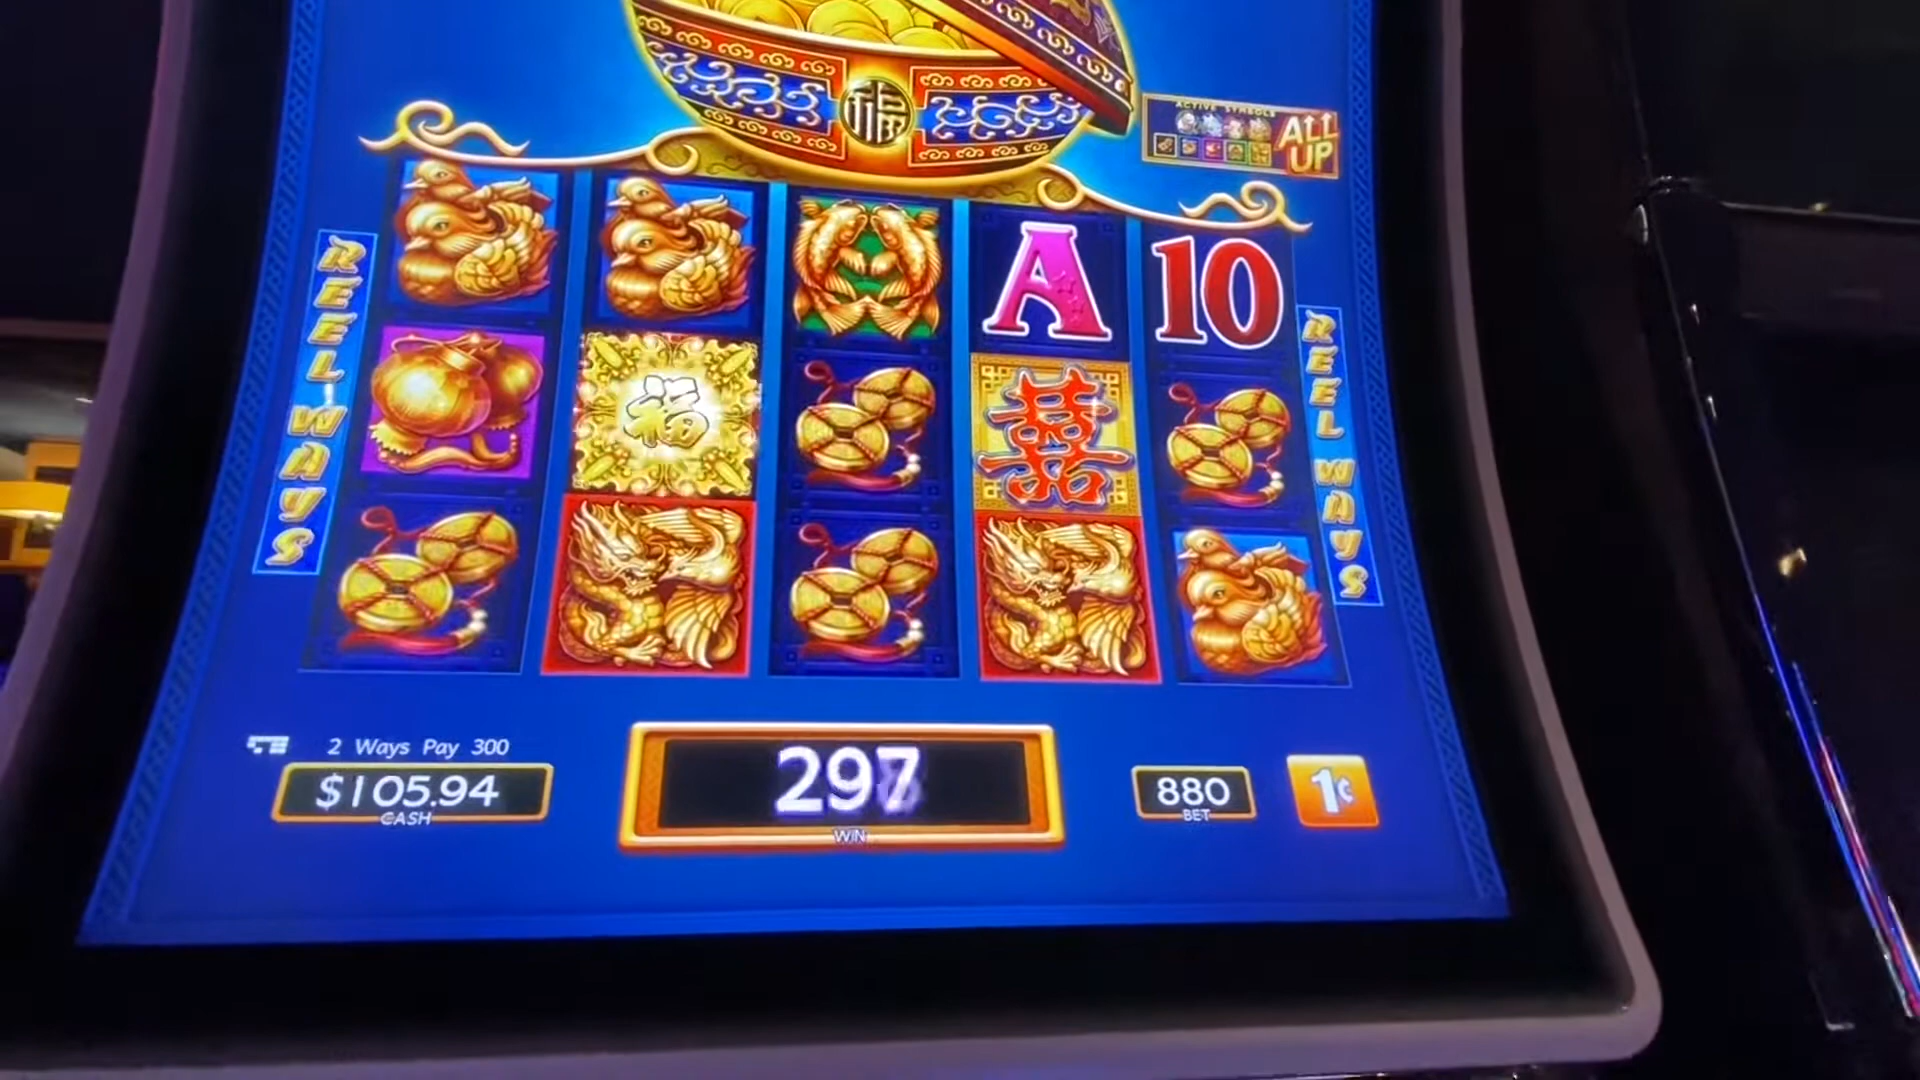 福
ACTIVE SYMBOLS
ALL
UP
REEL WAYS
A
10
REEL WAYS
福
囍
2 Ways Pay 300
$105.94
CASH
297
WIN
880
BET
1¢